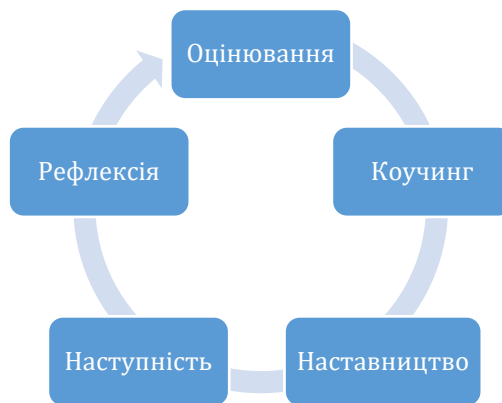 Оцінювання
Коучинг
Наставництво
Наступність
Рефлексія